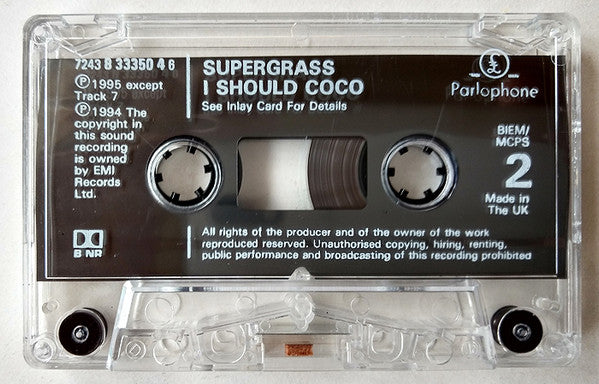 7243 8 33350 4 6
℗ 1995 except
Track 7
℗ 1994 The
copyright in
this sound
recording
is owned
by EMI
Records
Ltd.
B NR
SUPERGRASS
I SHOULD COCO
See Inlay Card For Details
£
Parlophone
BIEM/
MCPS
2
Made in
The UK
All rights of the producer and of the owner of the work
reproduced reserved. Unauthorised copying, hiring, renting,
public performance and broadcasting of this recording prohibited